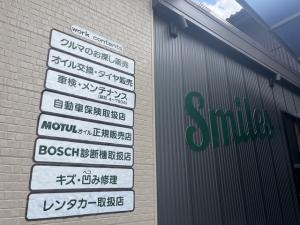 work contents
クルマのお探し販売
オイル交換・タイヤ販売
車検・メンテナンス
自動車保険取扱店
MOTULオイル正規販売店
BOSCH診断機取扱店
キズ・凹み修理
レンタカー取扱店
Smiles